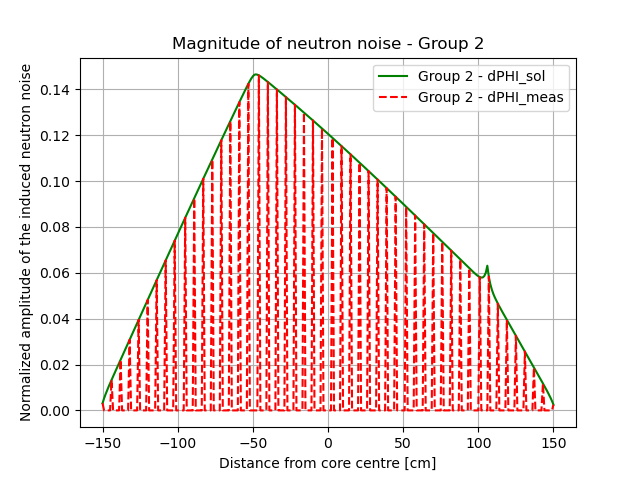 Magnitude of neutron noise - Group 2
Group 2 - dPHI_sol
Group 2 - dPHI_meas
Normalized amplitude of the induced neutron noise
0.14
0.12
0.10
0.08
0.06
0.04
0.02
0.00
−150 −100 −50 0 50 100 150
Distance from core centre [cm]